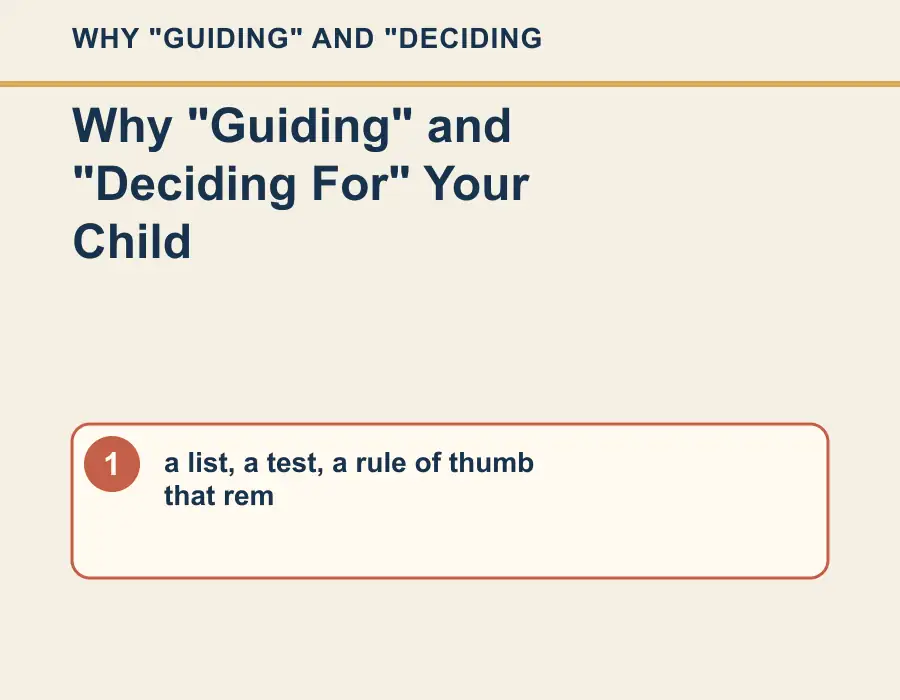 WHY "GUIDING" AND "DECIDING
Why "Guiding" and
"Deciding For" Your
Child
1
a list, a test, a rule of thumb
that rem